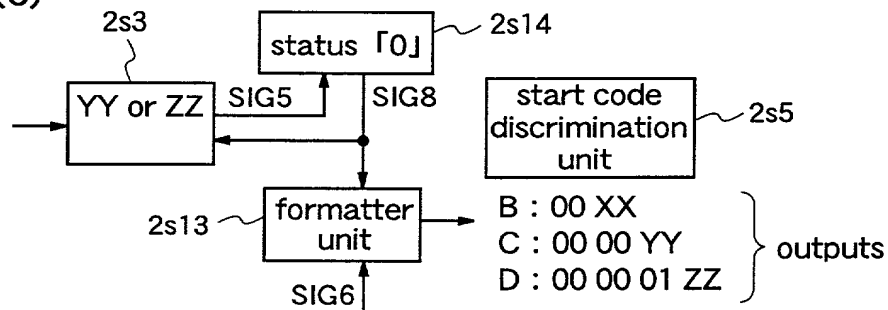 2s3
status「0」
2s14
YY or ZZ
SIG5
SIG8
start code
discrimination
unit
2s5
2s13
formatter
unit
SIG6
B : 00 XX
C : 00 00 YY
D : 00 00 01 ZZ
outputs